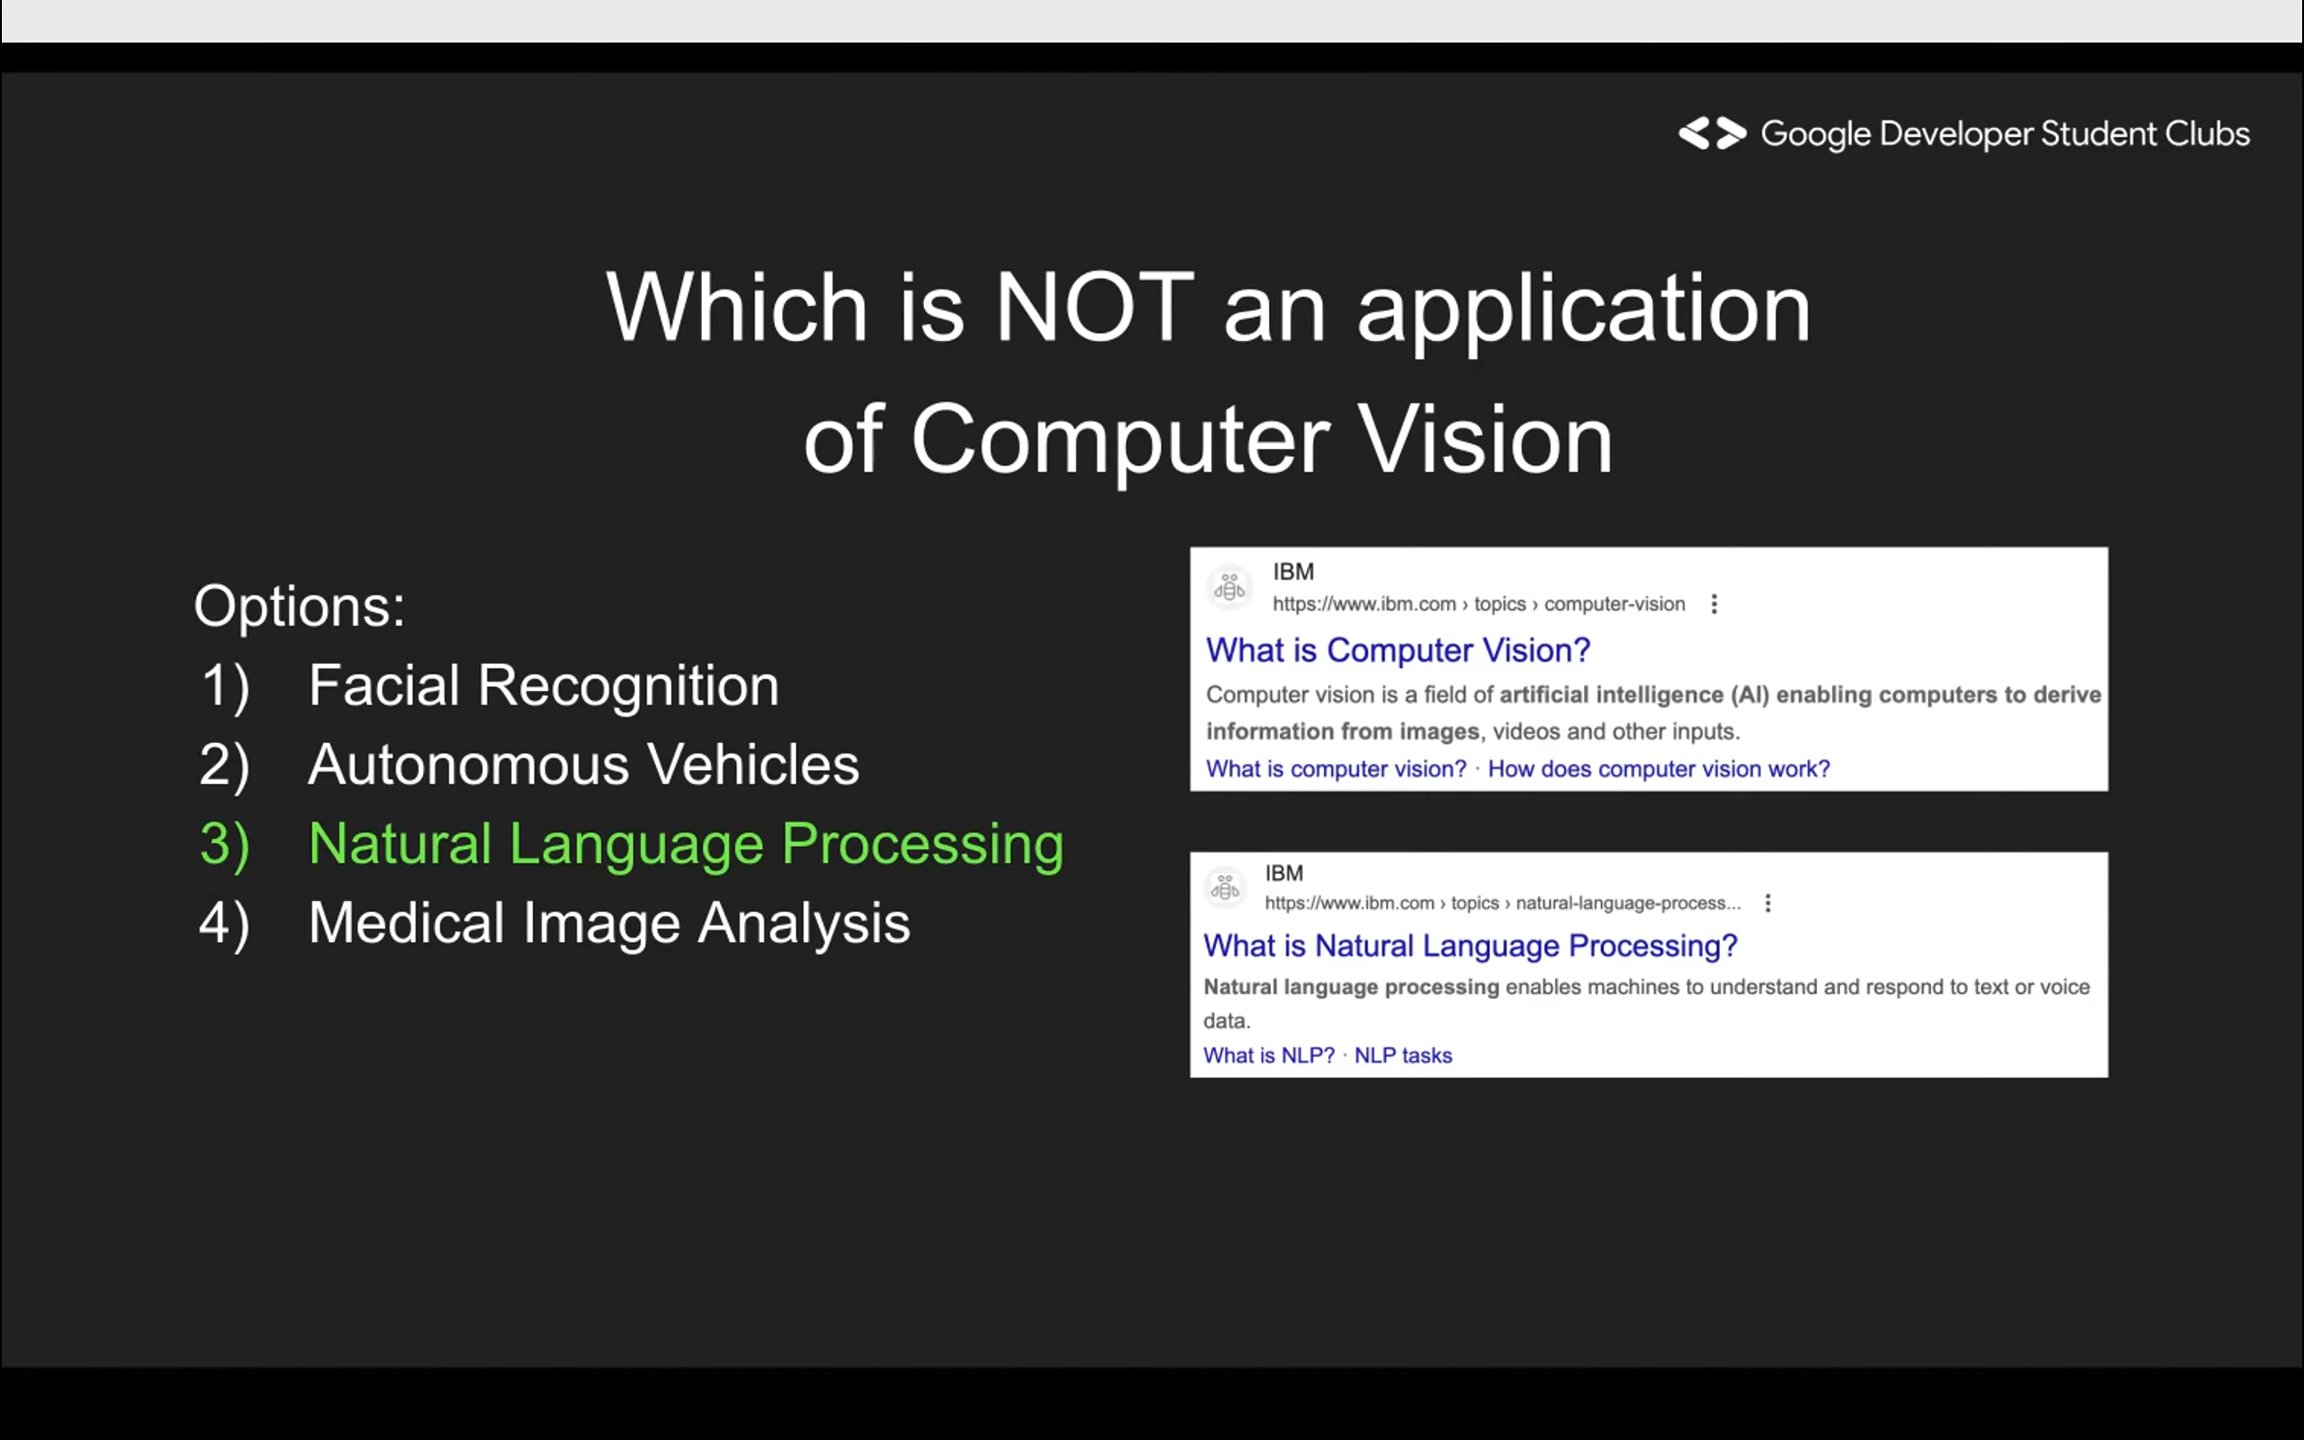 Google Developer Student Clubs
Which is NOT an application
of Computer Vision
Options:
1) Facial Recognition
2) Autonomous Vehicles
3) Natural Language Processing
4) Medical Image Analysis
IBM
https://www.ibm.com › topics › computer-vision
What is Computer Vision?
Computer vision is a field of artificial intelligence (AI) enabling computers to derive
information from images, videos and other inputs.
What is computer vision? · How does computer vision work?
IBM
https://www.ibm.com › topics › natural-language-process...
What is Natural Language Processing?
Natural language processing enables machines to understand and respond to text or voice
data.
What is NLP? · NLP tasks